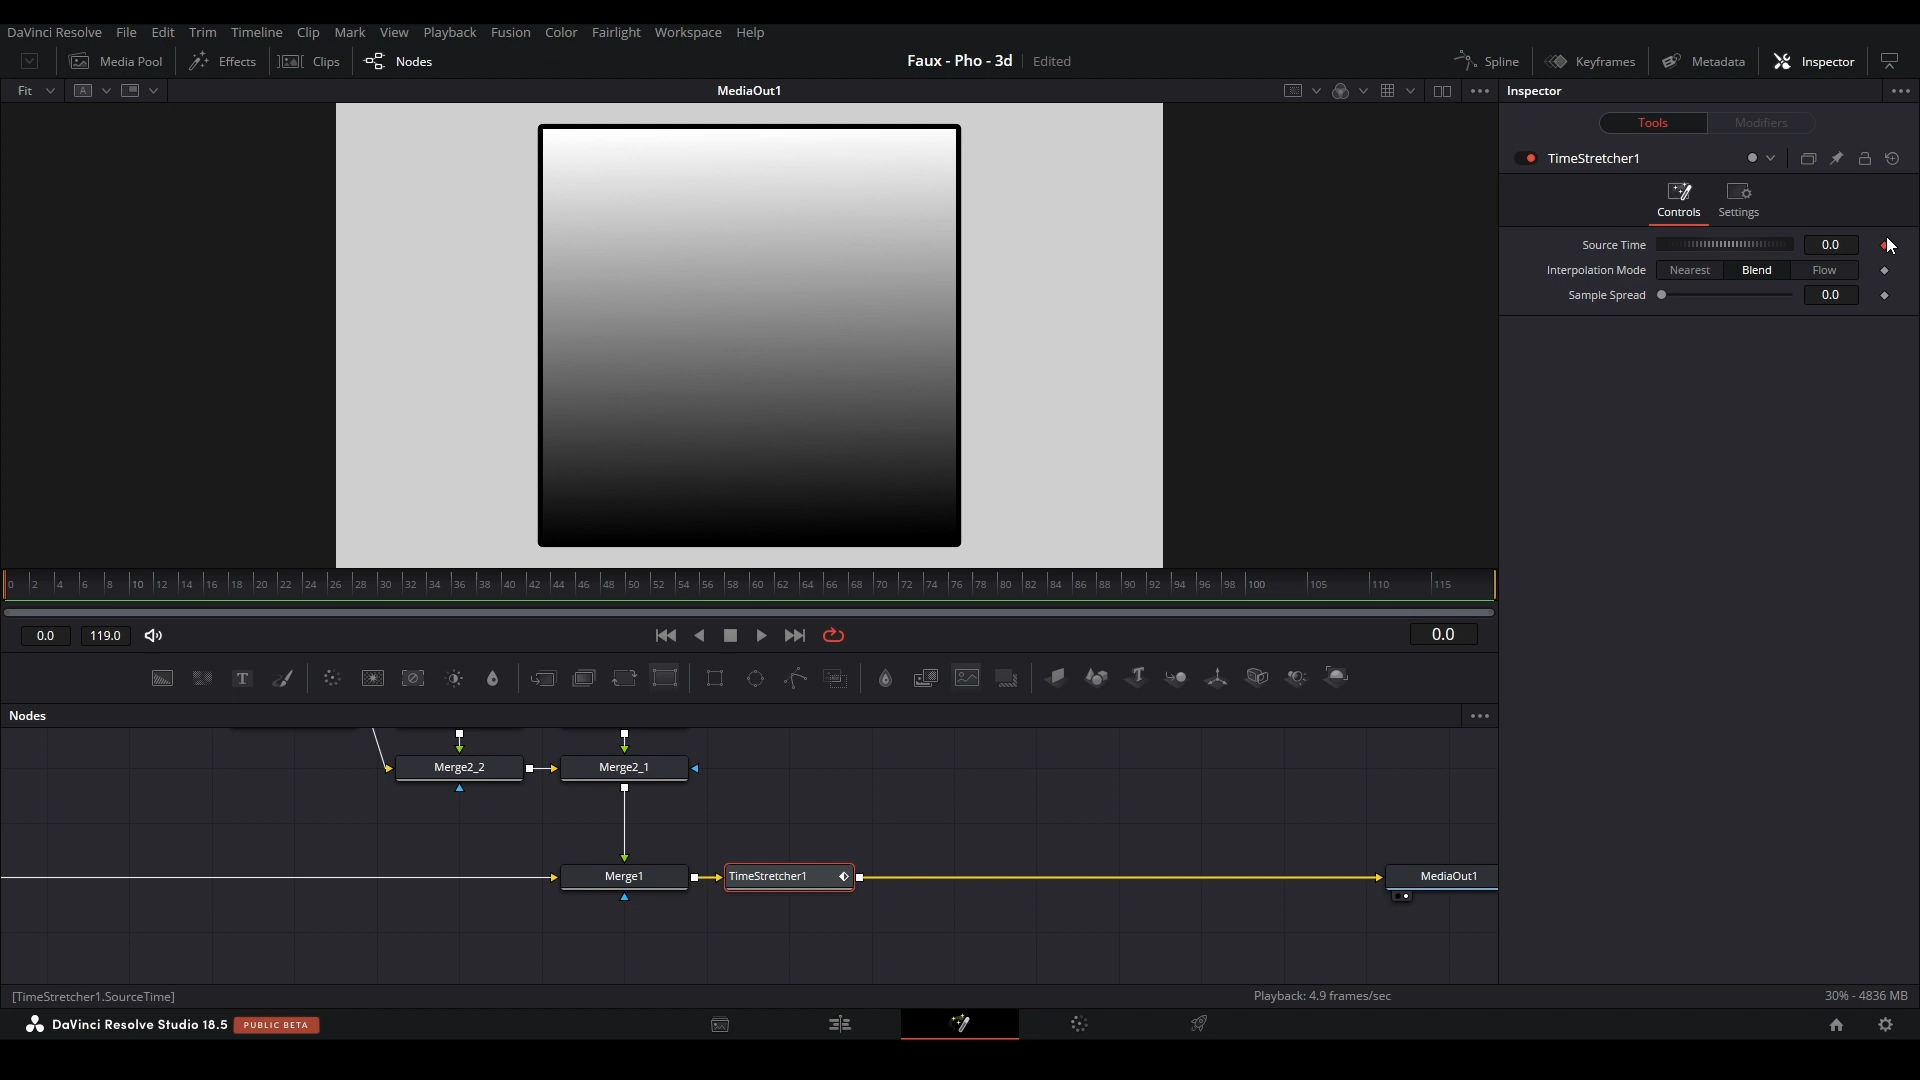 DaVinci Resolve File Edit Trim Timeline Clip Mark View Playback Fusion Color Fairlight Workspace Help
Media Pool Effects Clips Nodes Faux - Pho - 3d Edited Spline Keyframes Metadata Inspector
Fit A MediaOut1 Inspector
Tools Modifiers
TimeStretcher1
Controls Settings
Source Time 0.0
Interpolation Mode Nearest Blend Flow
Sample Spread 0.0
0 2 4 6 8 10 12 14 16 18 20 22 24 26 28 30 32 34 36 38 40 42 44 46 48 50 52 54 56 58 60 62 64 66 68 70 72 74 76 78 80 82 84 86 88 90 92 94 96 98 100 105 110 115
0.0 119.0 0.0
T T
Nodes
Merge2_2 Merge2_1
Merge1 TimeStretcher1 MediaOut1
[TimeStretcher1.SourceTime] Playback: 4.9 frames/sec 30% - 4836 MB
DaVinci Resolve Studio 18.5 PUBLIC BETA